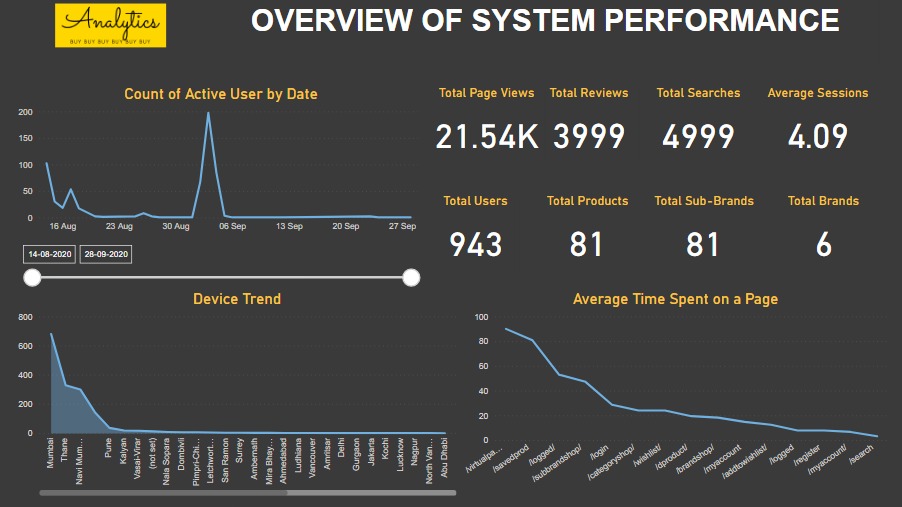 Analytics
BUY BUY BUY BUY BUY BUY
OVERVIEW OF SYSTEM PERFORMANCE
Count of Active User by Date
200
150
100
50
0
16 Aug 23 Aug 30 Aug 06 Sep 13 Sep 20 Sep 27 Sep
14-08-2020 28-09-2020
Total Page Views Total Reviews Total Searches Average Sessions
21.54K 3999 4999 4.09
Total Users Total Products Total Sub-Brands Total Brands
943 81 81 6
Device Trend
800
600
400
200
0
Mumbai
Thane
Navi Mum...
Pune
Kalyan
Vasai-Virar
(not set)
Nala Sopara
Dombivli
Pimpri-Chi...
Letchwort...
San Ramon
Surrey
Ambernath
Mira Bhay...
Ahmedabad
Ludhiana
Vancouver
Amritsar
Delhi
Gurgaon
Jakarta
Kochi
Lucknow
Nagpur
North Van...
Abu Dhabi
Average Time Spent on a Page
100
80
60
40
20
0
/virtualpa...
/savedprod
/logged/
/subbrandshop/
/login
/categoryshop/
/wishlist/
/dproduct/
/brandshop/
/myaccount
/addtowishlist/
/logged
/register
/myaccount/
/search